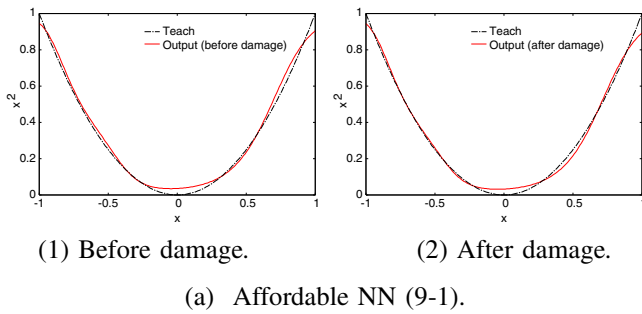 1
0.8
0.6
0.4
0.2
0
x 2
-1
-0.5
0
0.5
1
x
Teach
Output (before damage)
(1) Before damage.
1
0.8
0.6
0.4
0.2
0
x 2
-1
-0.5
0
0.5
1
x
Teach
Output (after damage)
(2) After damage.
(a) Affordable NN (9-1).